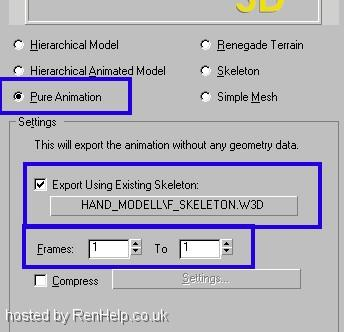 3D
Hierarchical Model
Renegade Terrain
Hierarchical Animated Model
Skeleton
Pure Animation
Simple Mesh
Settings
This will export the animation without any geometry data.
Export Using Existing Skeleton:
HAND_MODELL\F_SKELETON.W3D
Frames: 1 To 1
Compress
Settings...
hosted by RenHelp.co.uk